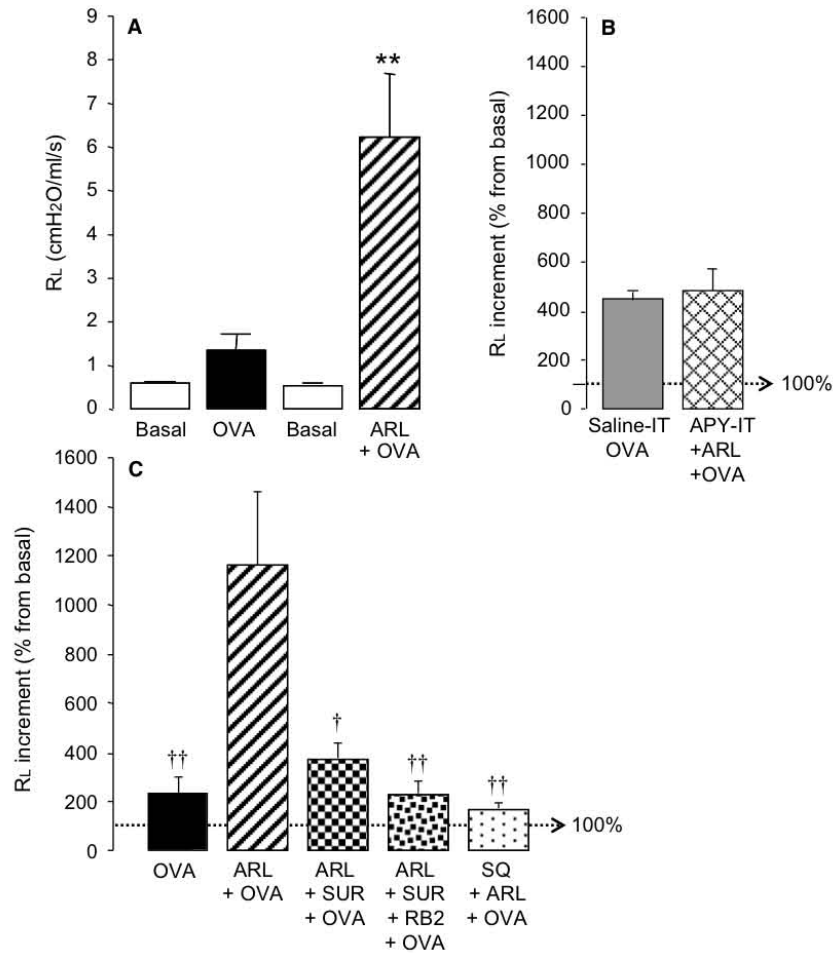 A
RL (cmH2O/ml/s)
9
8
7
6
5
4
3
2
1
0
**
Basal
OVA
Basal
ARL
+ OVA
B
RL increment (% from basal)
1600
1400
1200
1000
800
600
400
200
0
100%
Saline-IT
OVA
APY-IT
+ARL
+OVA
C
RL increment (% from basal)
1600
1400
1200
1000
800
600
400
200
0
††
†
††
††
100%
OVA
ARL
+ OVA
ARL
+ SUR
+ OVA
ARL
+ SUR
+ RB2
+ OVA
SQ
+ ARL
+ OVA